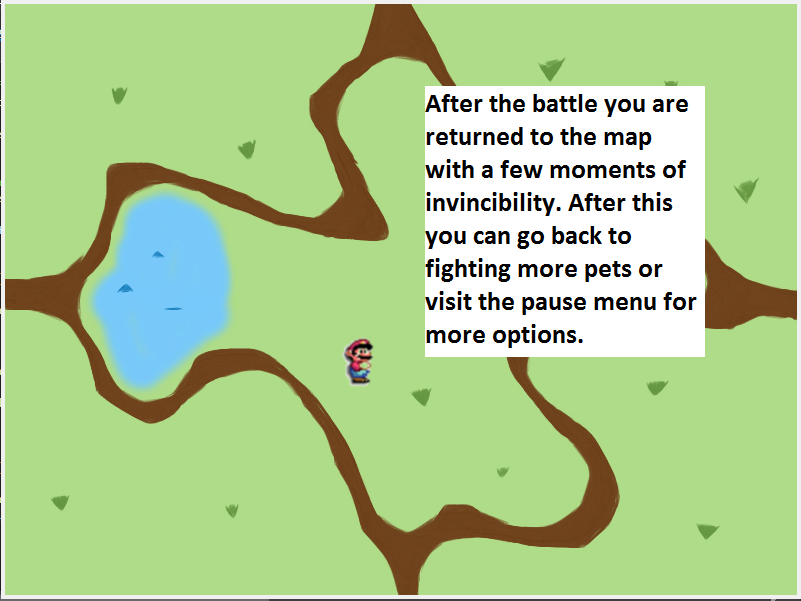 After the battle you are
returned to the map
with a few moments of
invincibility. After this
you can go back to
fighting more pets or
visit the pause menu for
more options.